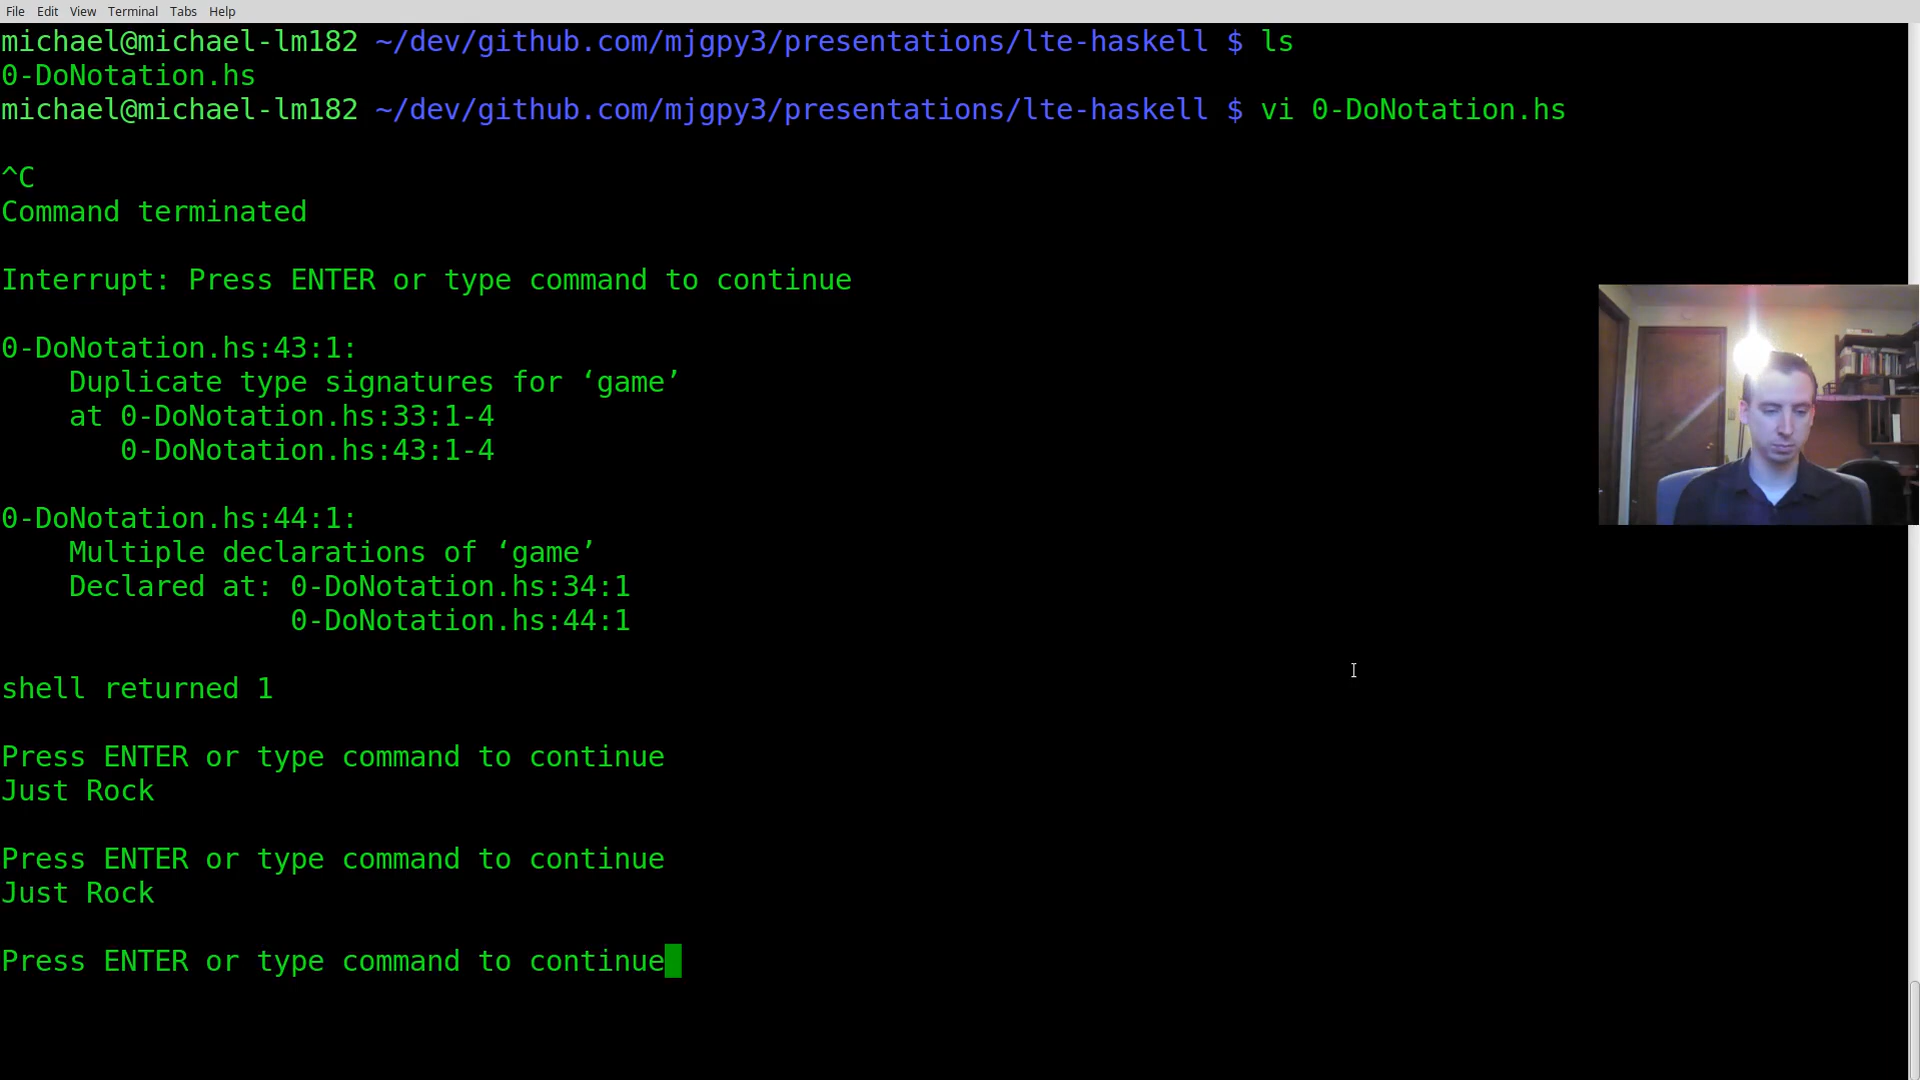 File Edit View Terminal Tabs Help
michael@michael-lm182 ~/dev/github.com/mjgpy3/presentations/lte-haskell $ ls
0-DoNotation.hs
michael@michael-lm182 ~/dev/github.com/mjgpy3/presentations/lte-haskell $ vi 0-DoNotation.hs
^C
Command terminated
Interrupt: Press ENTER or type command to continue
0-DoNotation.hs:43:1:
    Duplicate type signatures for ‘game’
    at 0-DoNotation.hs:33:1-4
       0-DoNotation.hs:43:1-4
0-DoNotation.hs:44:1:
    Multiple declarations of ‘game’
    Declared at: 0-DoNotation.hs:34:1
                 0-DoNotation.hs:44:1
shell returned 1
Press ENTER or type command to continue
Just Rock
Press ENTER or type command to continue
Just Rock
Press ENTER or type command to continue